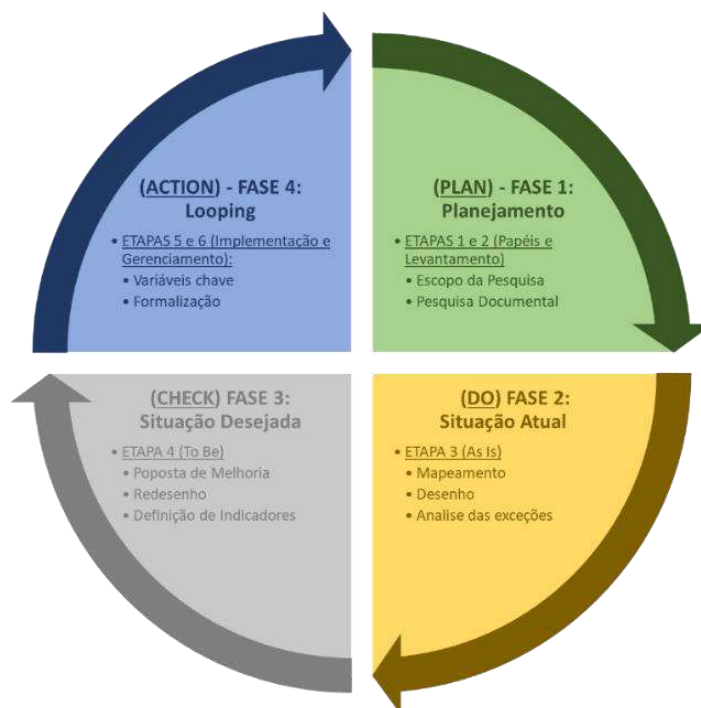 (ACTION) - FASE 4:
Looping
• ETAPAS 5 e 6 (Implementação e
Gerenciamento):
• Variáveis chave
• Formalização
(PLAN) - FASE 1:
Planejamento
• ETAPAS 1 e 2 (Papéis e
Levantamento)
• Escopo da Pesquisa
• Pesquisa Documental
(CHECK) FASE 3:
Situação Desejada
• ETAPA 4 (To Be)
• Poposta de Melhoria
• Redesenho
• Definição de Indicadores
(DO) FASE 2:
Situação Atual
• ETAPA 3 (As Is)
• Mapeamento
• Desenho
• Analise das exceções